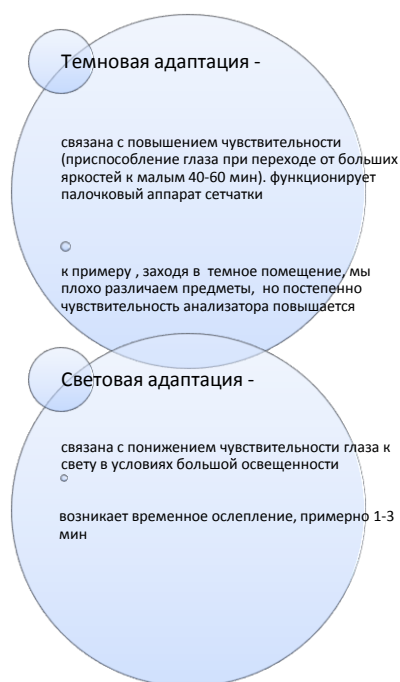 Темновая адаптация -
связана с повышением чувствительности
(приспособление глаза при переходе от больших
яркостей к малым 40-60 мин). функционирует
палочковый аппарат сетчатки
к примеру , заходя в темное помещение, мы
плохо различаем предметы, но постепенно
чувствительность анализатора повышается
Световая адаптация -
связана с понижением чувствительности глаза к
свету в условиях большой освещенности
возникает временное ослепление, примерно 1-3
мин